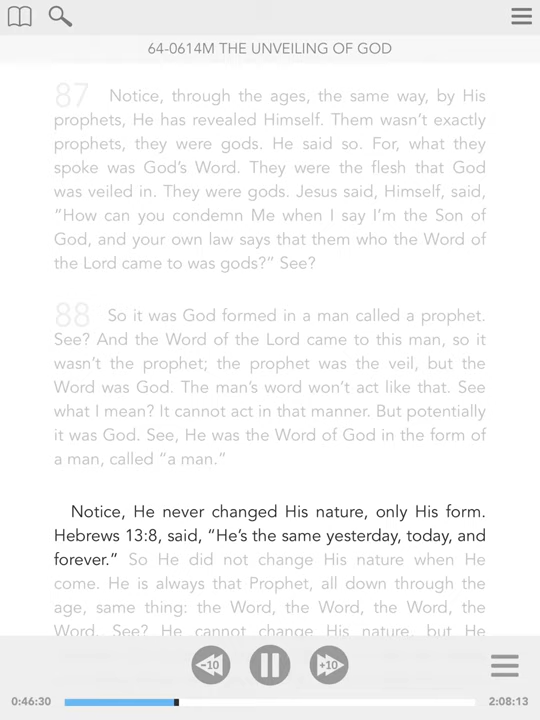 64-0614M THE UNVEILING OF GOD
87 Notice, through the ages, the same way, by His
prophets, He has revealed Himself. Them wasn't exactly
prophets, they were gods. He said so. For, what they
spoke was God's Word. They were the flesh that God
was veiled in. They were gods. Jesus said, Himself, said,
“How can you condemn Me when I say I'm the Son of
God, and your own law says that them who the Word of
the Lord came to was gods?” See?
88 So it was God formed in a man called a prophet.
See? And the Word of the Lord came to this man, so it
wasn't the prophet; the prophet was the veil, but the
Word was God. The man's word won't act like that. See
what I mean? It cannot act in that manner. But potentially
it was God. See, He was the Word of God in the form of
a man, called “a man.”
Notice, He never changed His nature, only His form.
Hebrews 13:8, said, “He's the same yesterday, today, and
forever.” So He did not change His nature when He
come. He is always that Prophet, all down through the
age, same thing: the Word, the Word, the Word, the
Word. See? He cannot change His nature, but He
-10 +10
0:46:30 2:08:13